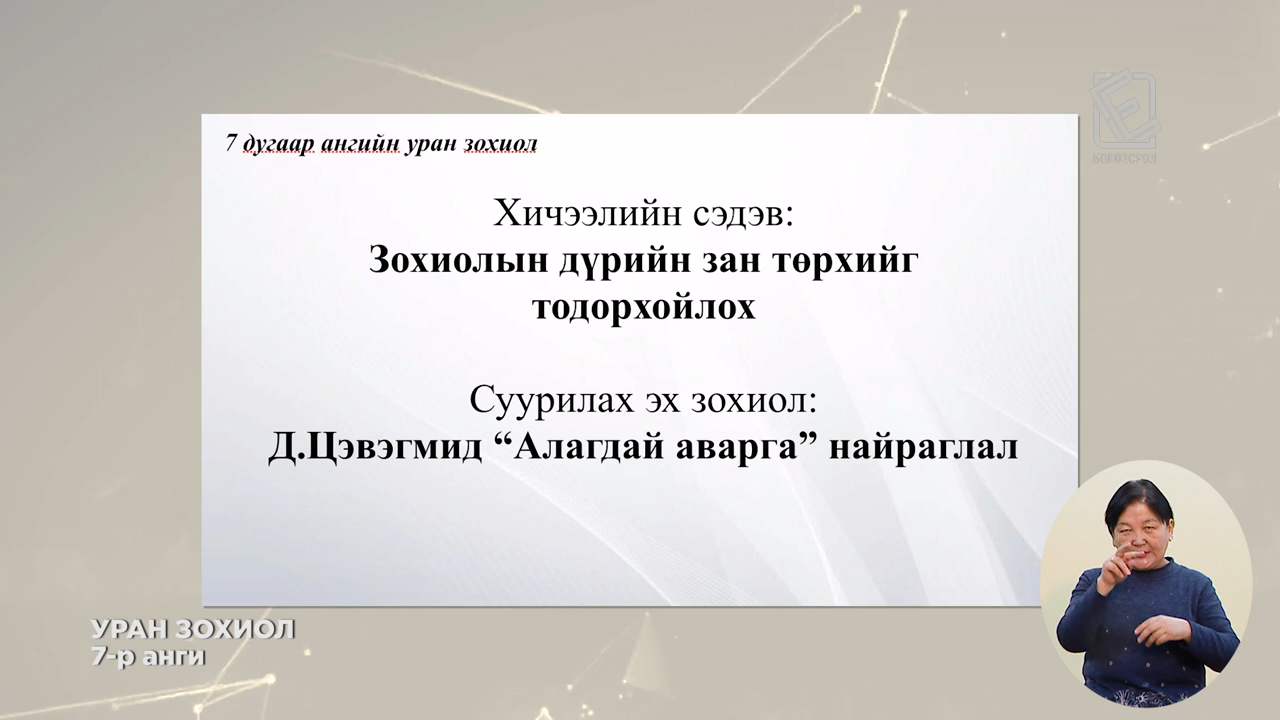 7 дугаар ангийн уран зохиол
Хичээлийн сэдэв:
Зохиолын дүрийн зан төрхийг
тодорхойлох
Суурилах эх зохиол:
Д.Цэвэгмид “Алагдай аварга” найраглал
УРАН ЗОХИОЛ
7-р анги